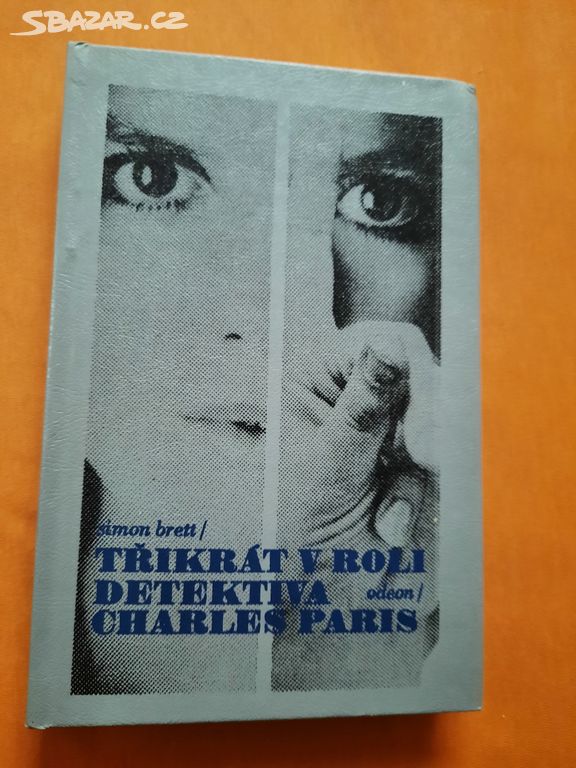 SBAZAR.CZ
simon brett/
TŘIKRÁT V ROLI
DETEKTIVA odeon/
CHARLES PARIS